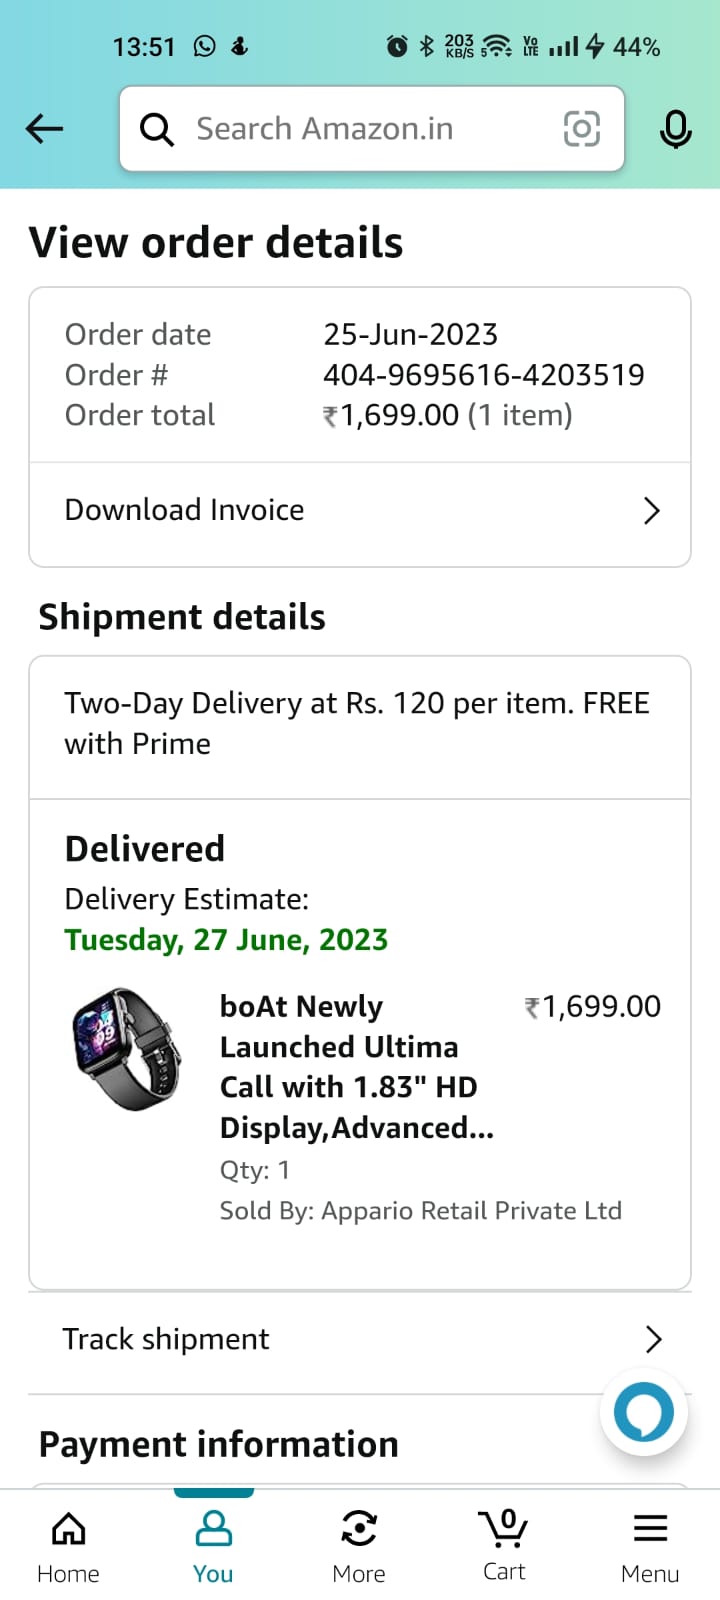 13:51
203 KB/S 5 Vo LTE 44%
Search Amazon.in
View order details
Order date 25-Jun-2023
Order # 404-9695616-4203519
Order total ₹1,699.00 (1 item)
Download Invoice
Shipment details
Two-Day Delivery at Rs. 120 per item. FREE
with Prime
Delivered
Delivery Estimate:
Tuesday, 27 June, 2023
boAt Newly ₹1,699.00
Launched Ultima
Call with 1.83" HD
Display,Advanced...
Qty: 1
Sold By: Appario Retail Private Ltd
Track shipment
Payment information
0
Home You More Cart Menu